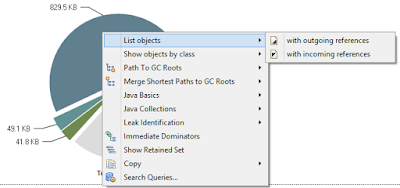 829.5 KB
List objects
with outgoing references
Show objects by class
with incoming references
Path To GC Roots
Merge Shortest Paths to GC Roots
Java Basics
Java Collections
49.1 KB
Leak Identification
41.8 KB
Immediate Dominators
Show Retained Set
Copy
Search Queries...